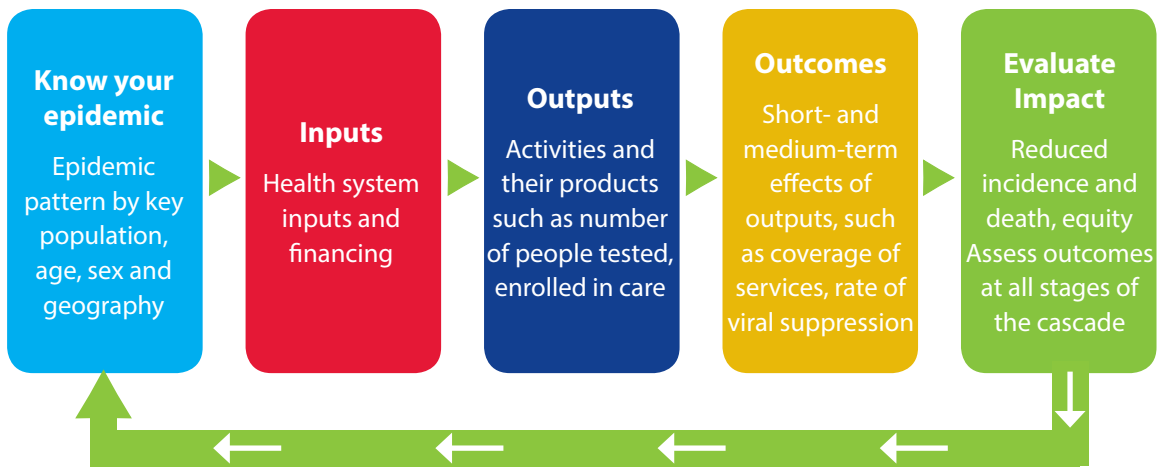 Know your
epidemic
Epidemic
pattern by key
population,
age, sex and
geography
Inputs
Health system
inputs and
financing
Outputs
Activities and
their products
such as number
of people tested,
enrolled in care
Outcomes
Short- and
medium-term
effects of
outputs, such
as coverage of
services, rate of
viral suppression
Evaluate
Impact
Reduced
incidence and
death, equity
Assess outcomes
at all stages of
the cascade